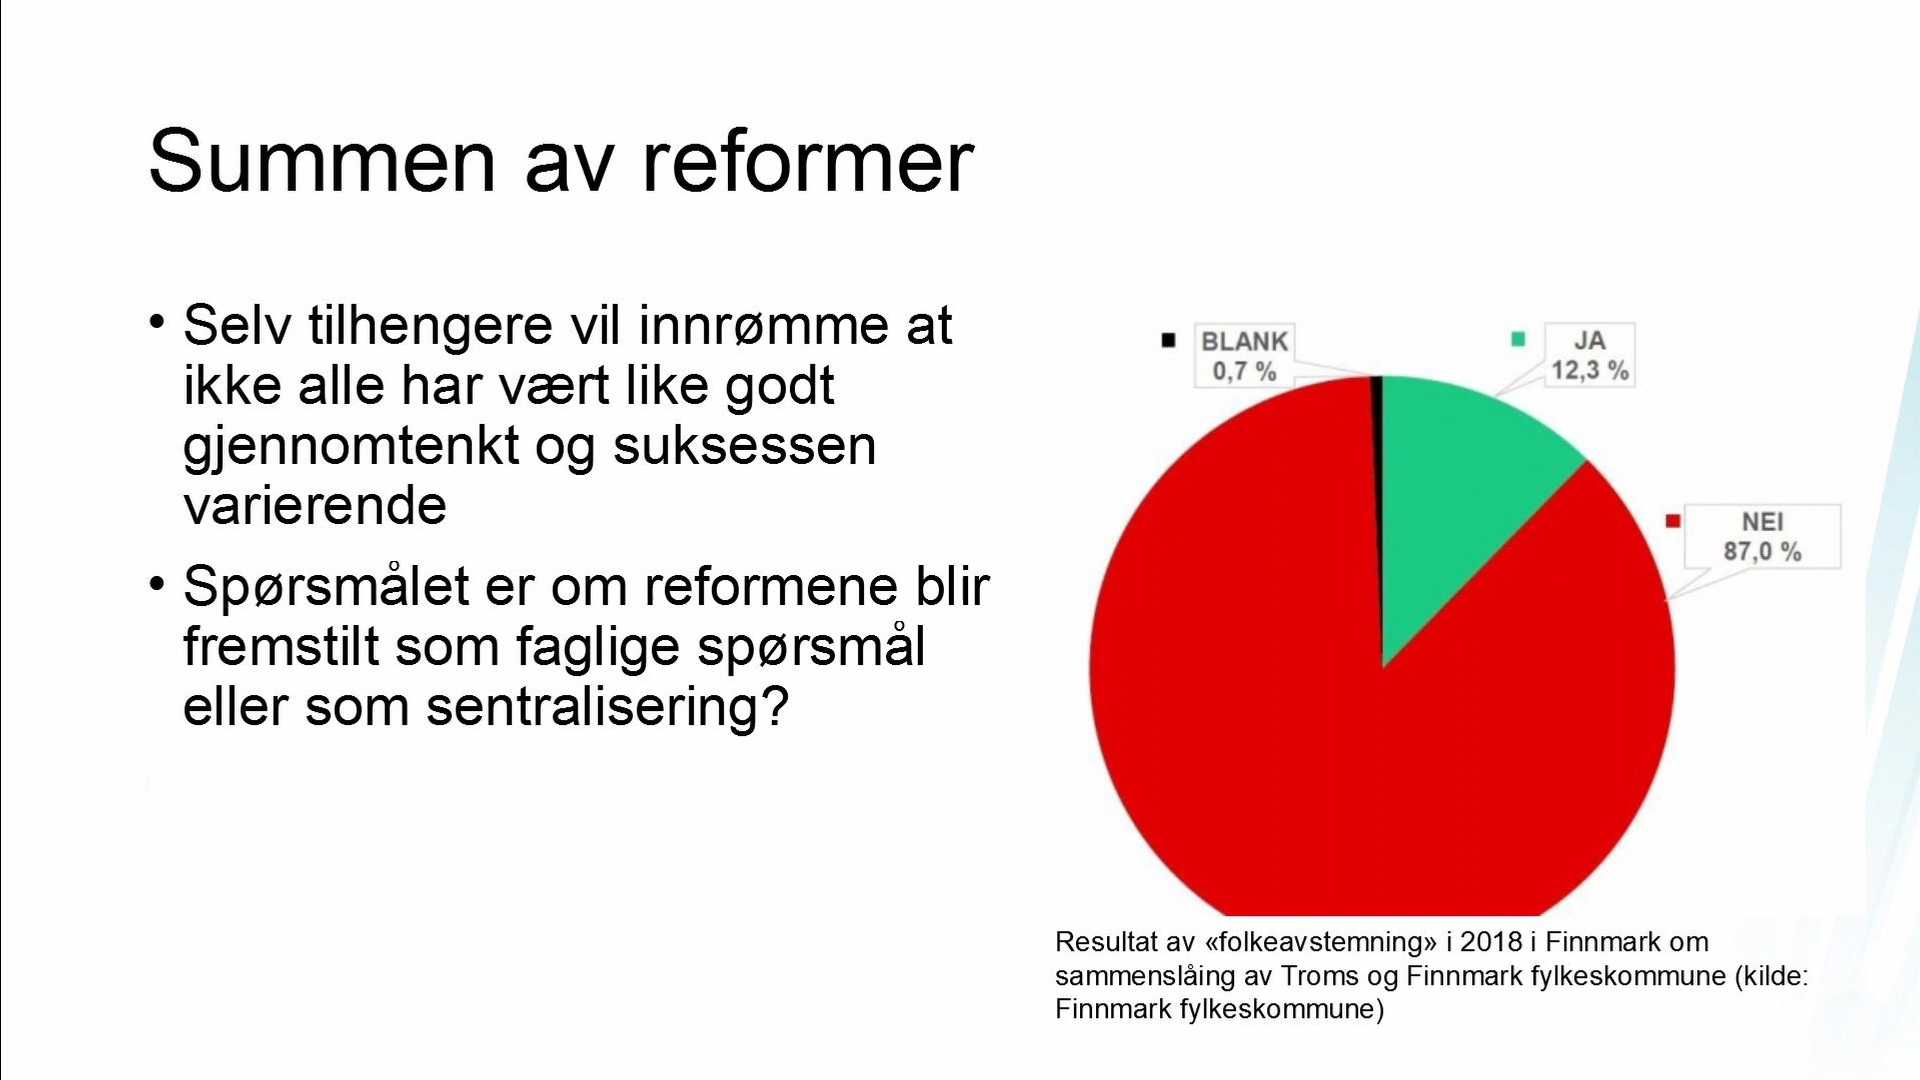 Summen av reformer
• Selv tilhengere vil innrømme at
ikke alle har vært like godt
gjennomtenkt og suksessen
varierende
• Spørsmålet er om reformene blir
fremstilt som faglige spørsmål
eller som sentralisering?
BLANK
0,7 %
JA
12,3 %
NEI
87,0 %
Resultat av «folkeavstemning» i 2018 i Finnmark om
sammenslåing av Troms og Finnmark fylkeskommune (kilde:
Finnmark fylkeskommune)